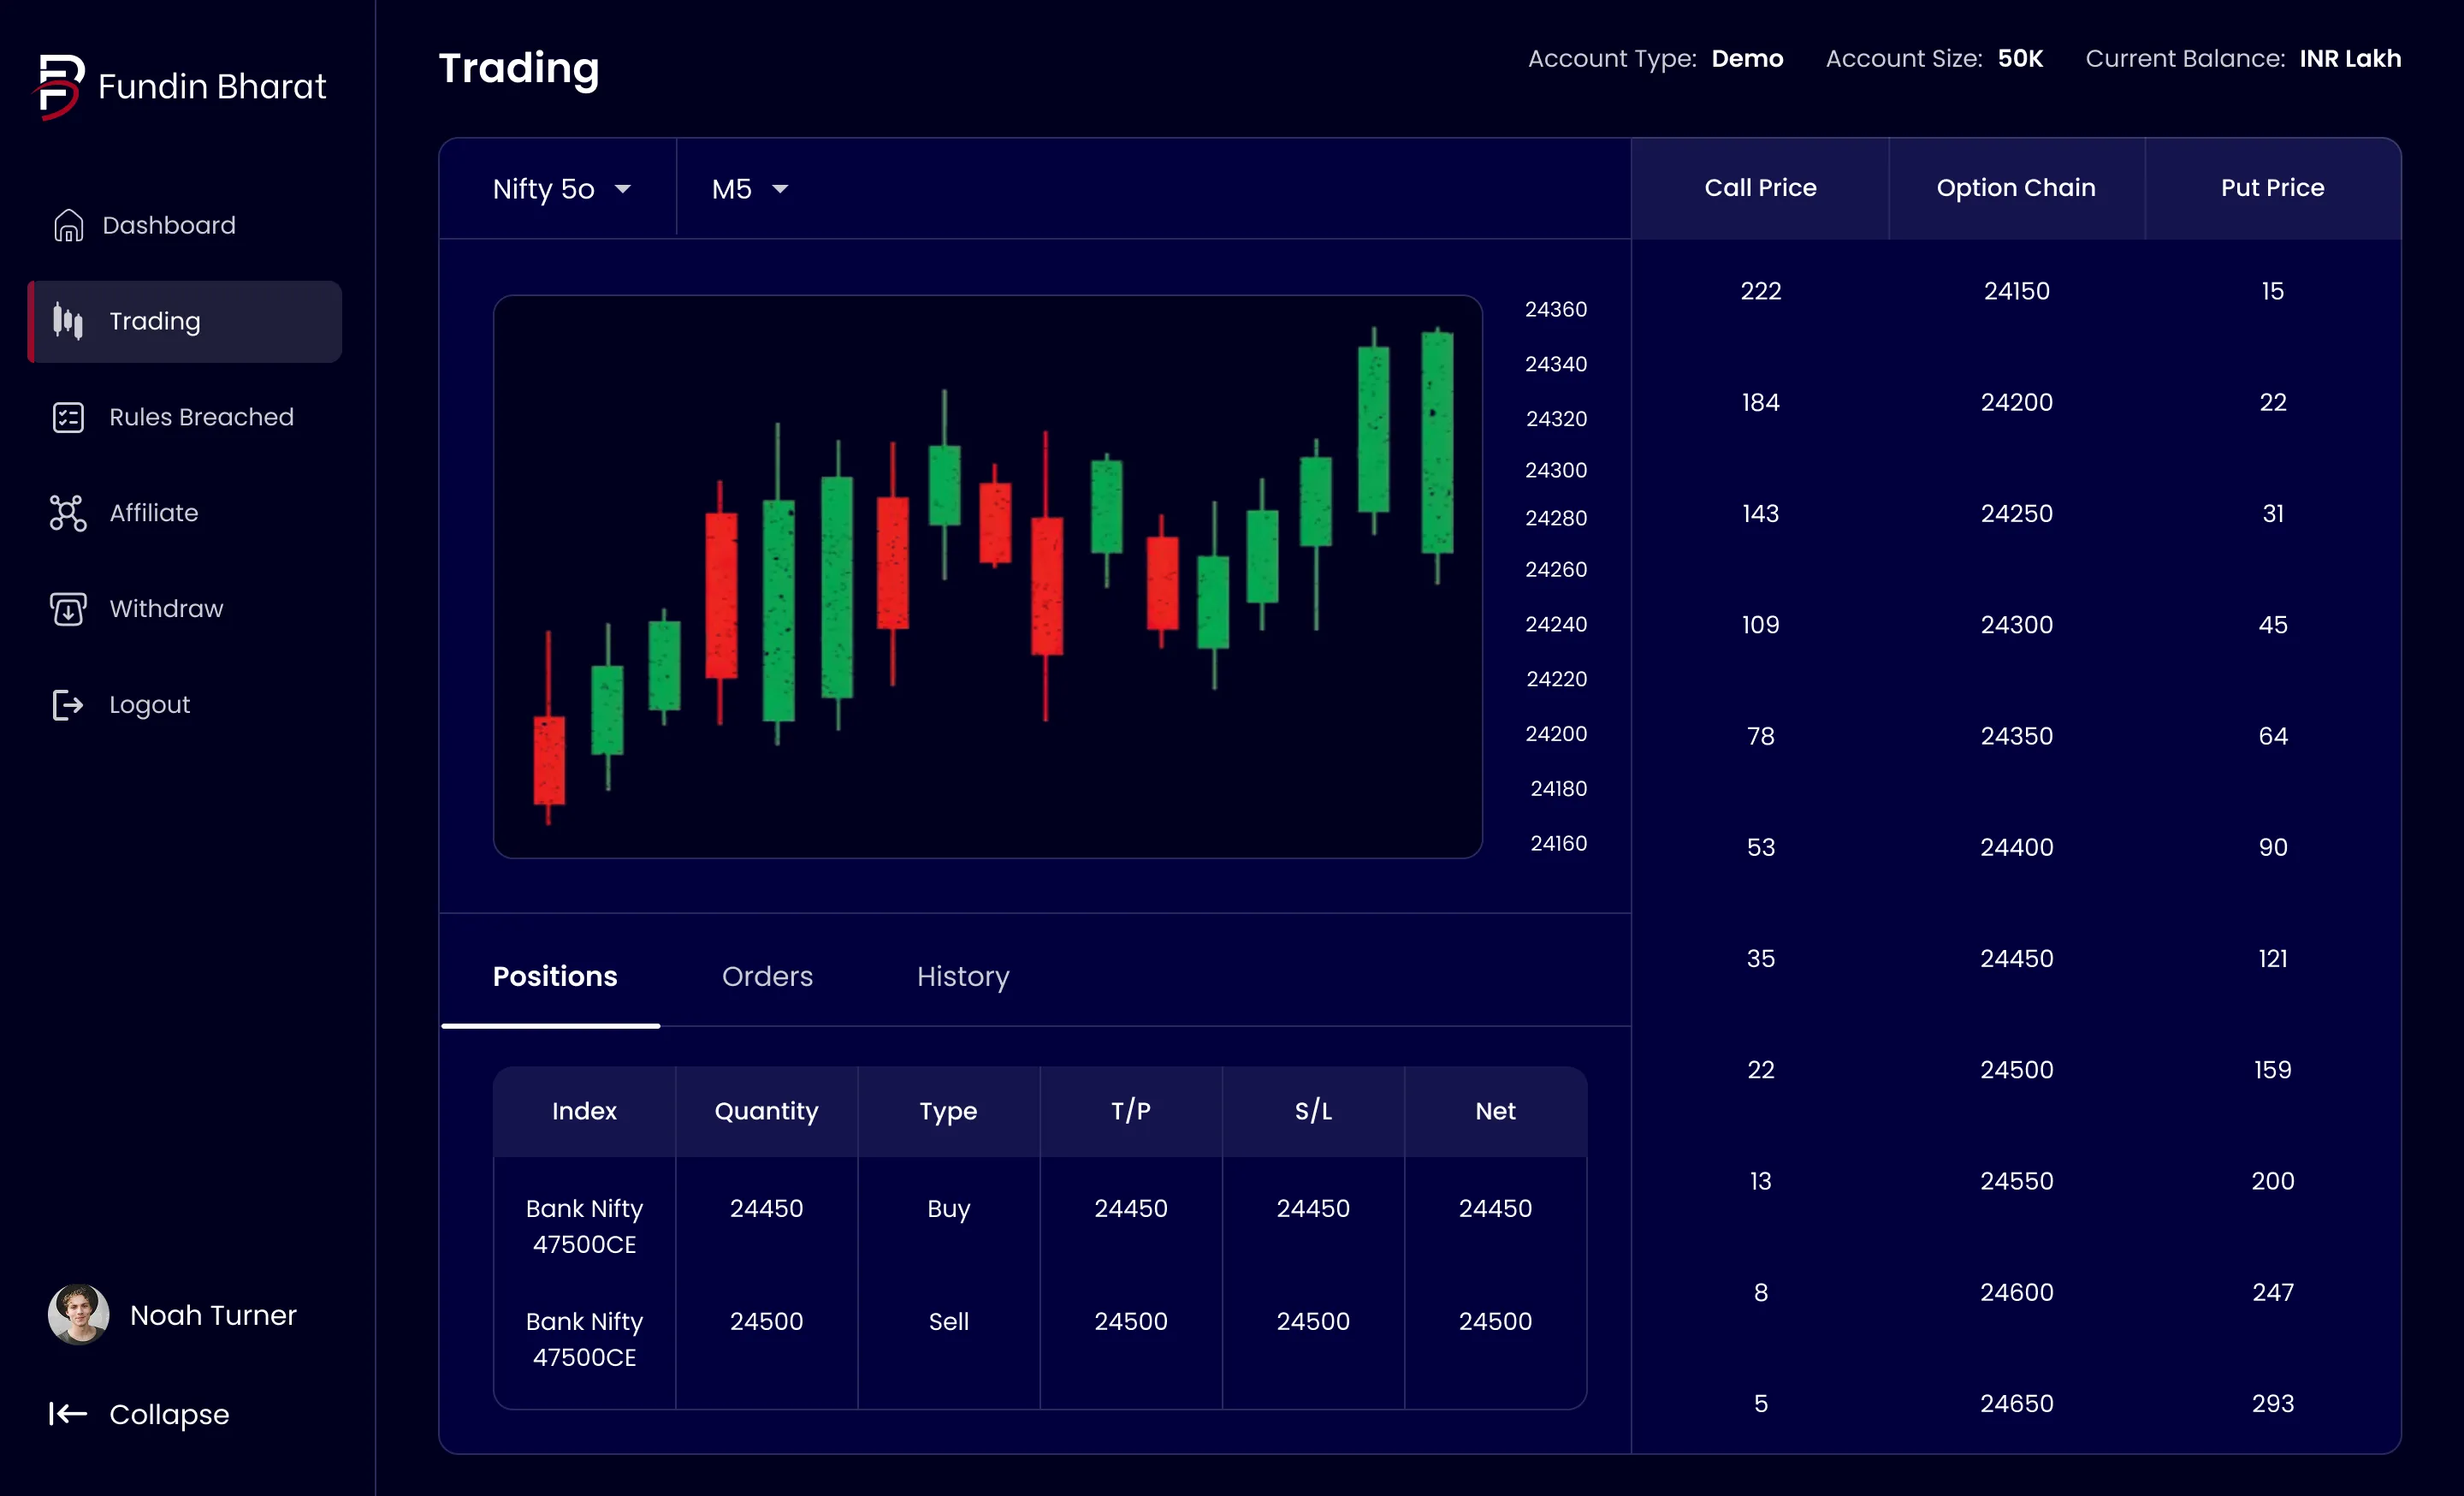 Fundin Bharat
Dashboard
Trading
Rules Breached
Affiliate
Withdraw
Logout
Noah Turner
Collapse
Trading
Account Type: Demo Account Size: 50K Current Balance: INR Lakh
Nifty 5o M5
24360
24340
24320
24300
24280
24260
24240
24220
24200
24180
24160
Positions Orders History
Index Quantity Type T/P S/L Net
Bank Nifty 24450 Buy 24450 24450 24450
47500CE
Bank Nifty 24500 Sell 24500 24500 24500
47500CE
Call Price Option Chain Put Price
222 24150 15
184 24200 22
143 24250 31
109 24300 45
78 24350 64
53 24400 90
35 24450 121
22 24500 159
13 24550 200
8 24600 247
5 24650 293